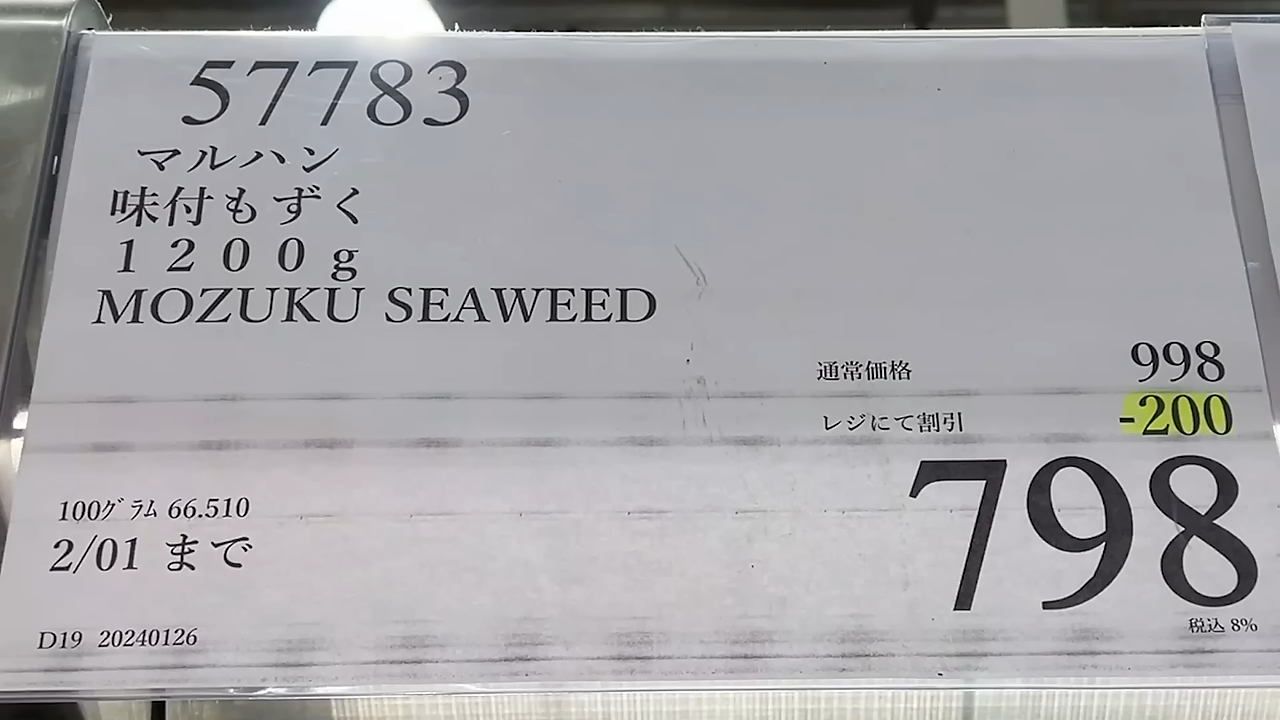 57783
マルハン
味付もずく
１２００ｇ
MOZUKU SEAWEED
通常価格 998
レジにて割引 -200
798
税込 8%
100ｸﾞﾗﾑ 66.510
2/01 まで
D19 20240126